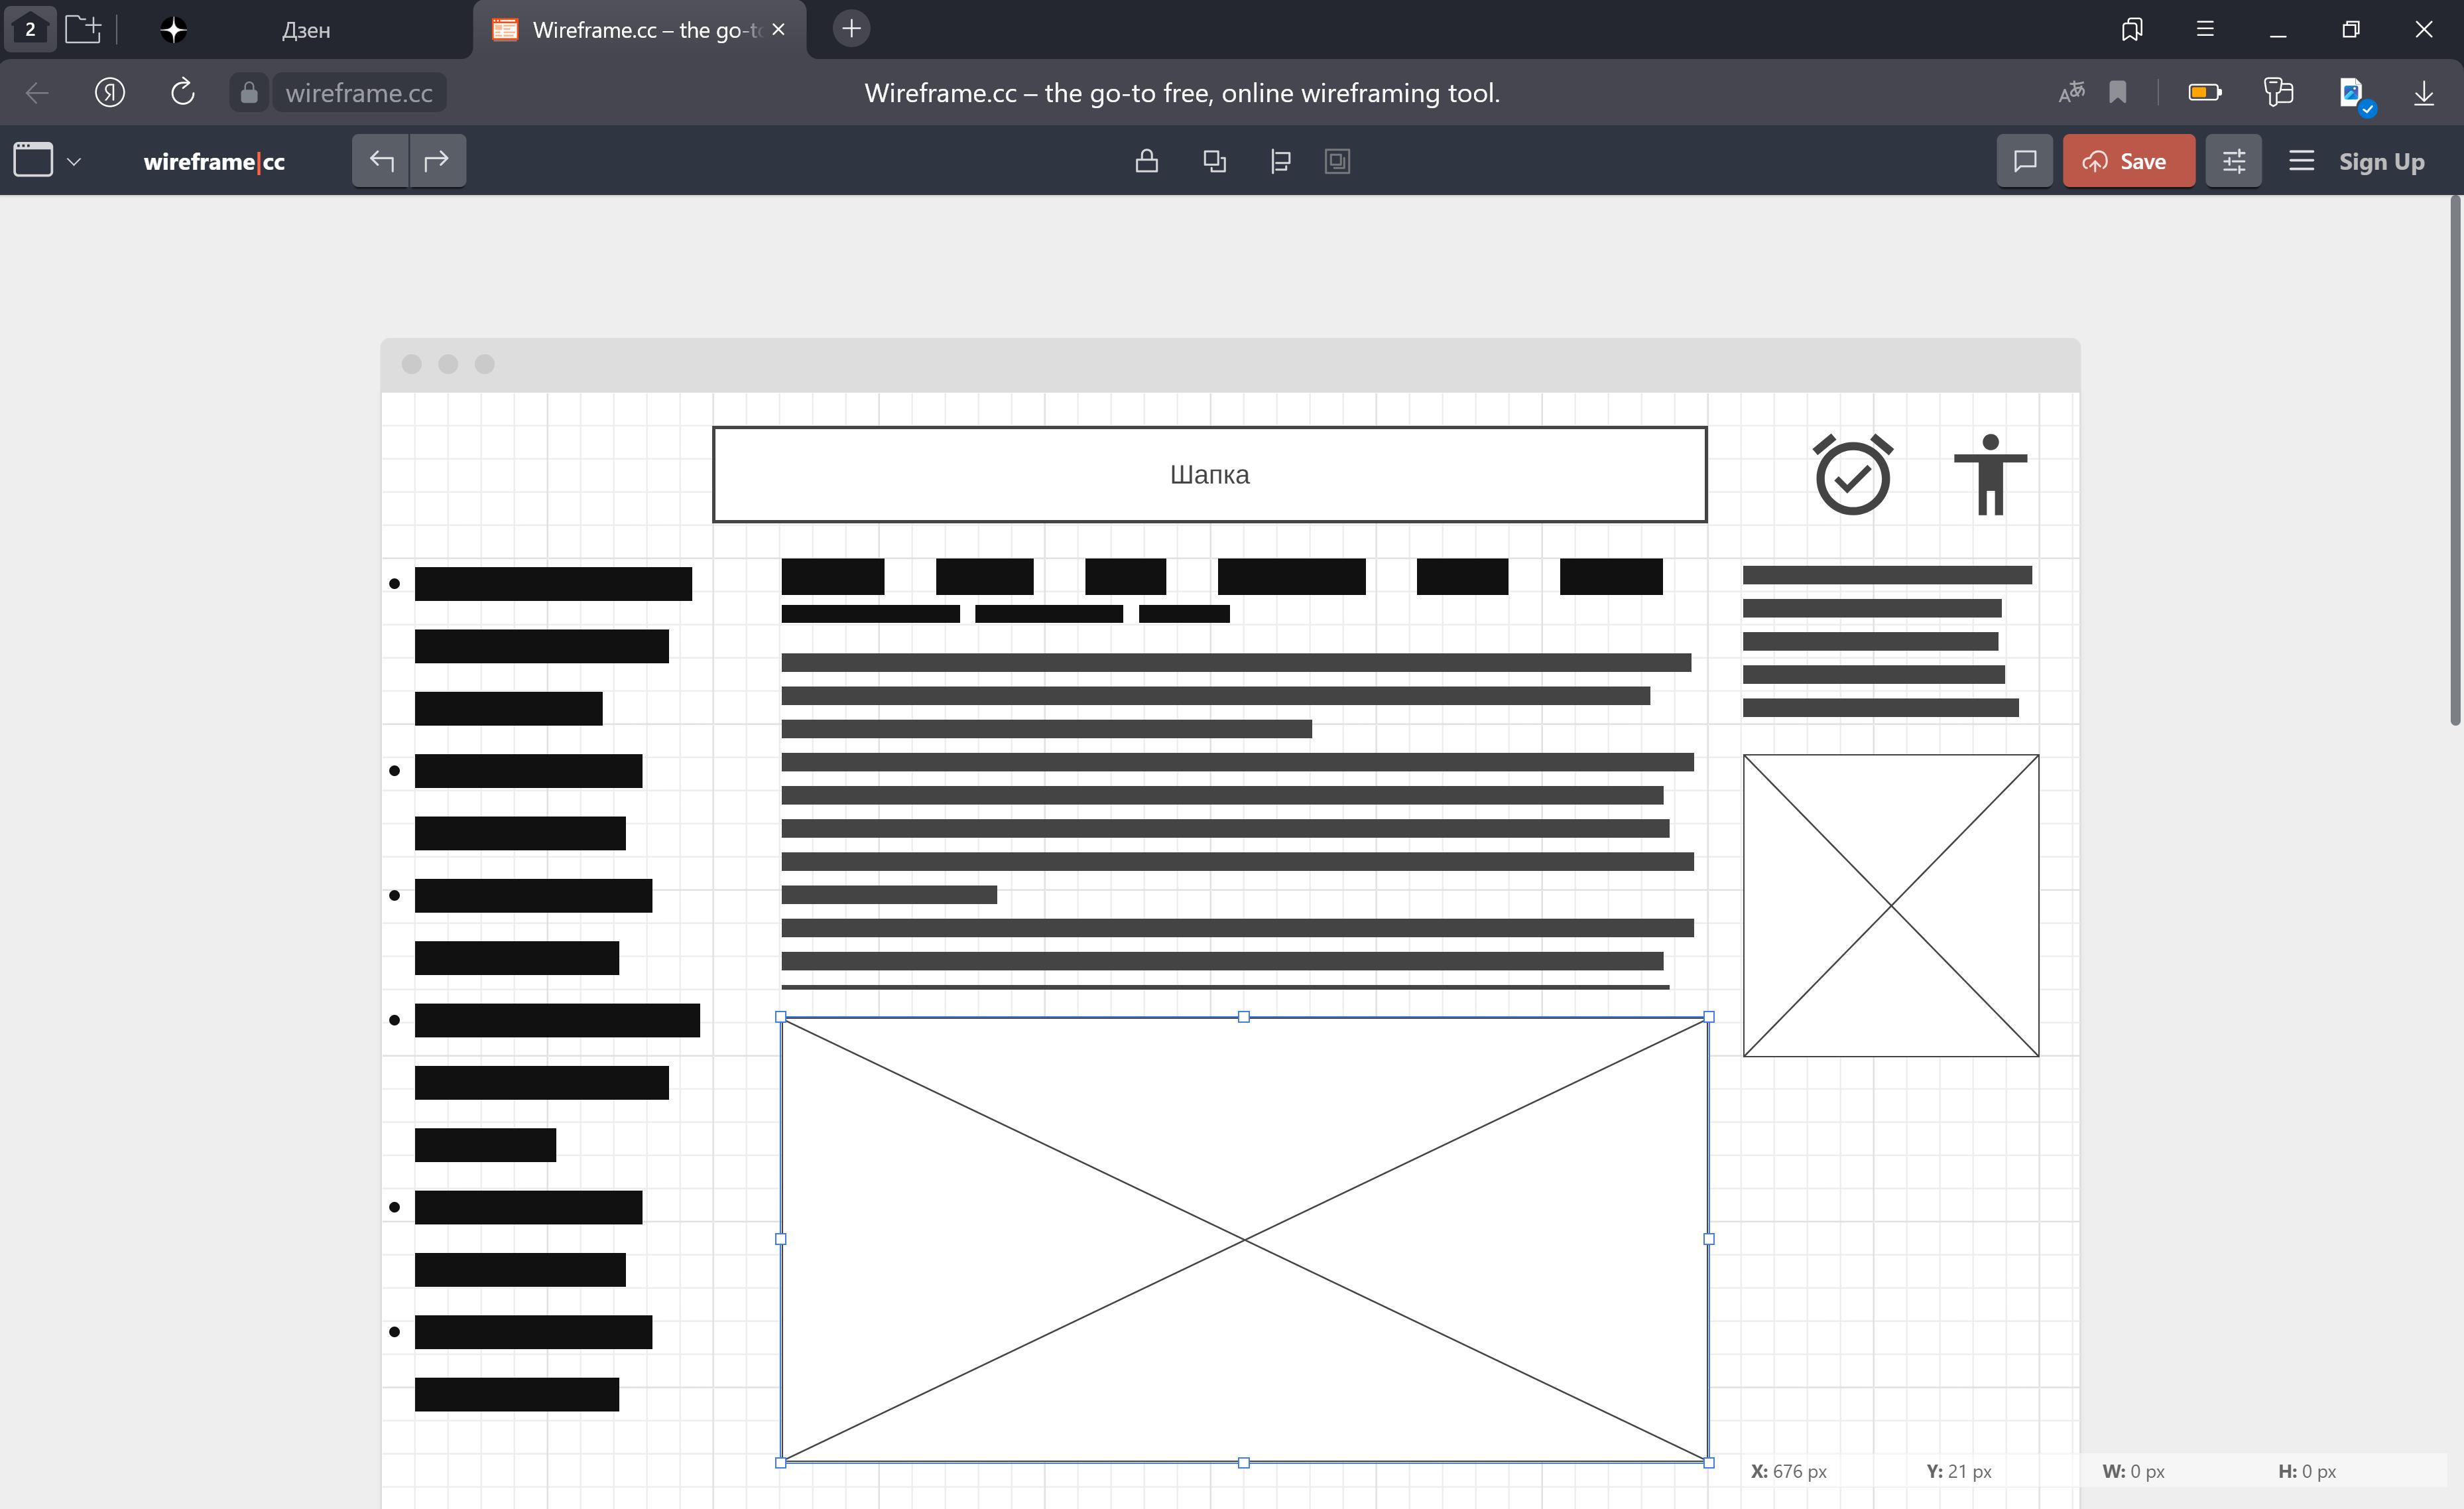 2
Дзен
Wireframe.cc – the go-to
Я
wireframe.cc
Wireframe.cc – the go-to free, online wireframing tool.
wireframe|cc
Save
Sign Up
Шапка
X: 676 px
Y: 21 px
W: 0 px
H: 0 px